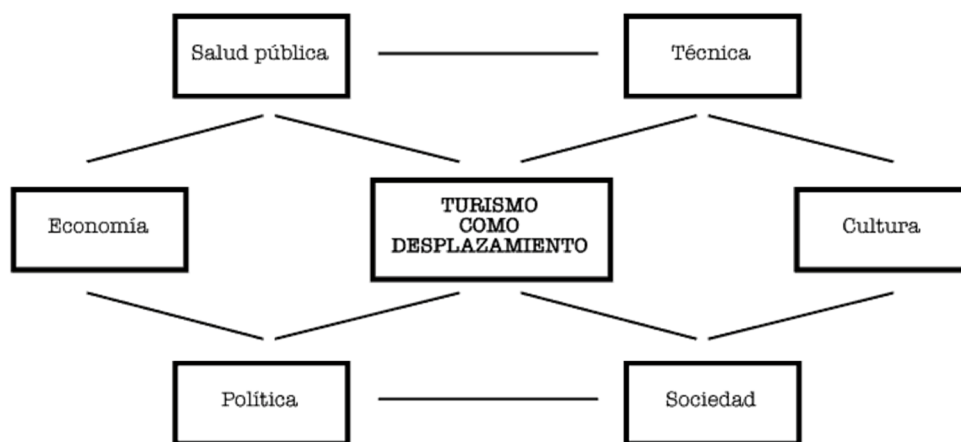 Salud pública
Técnica
Economía
TURISMO
COMO
DESPLAZAMIENTO
Cultura
Política
Sociedad